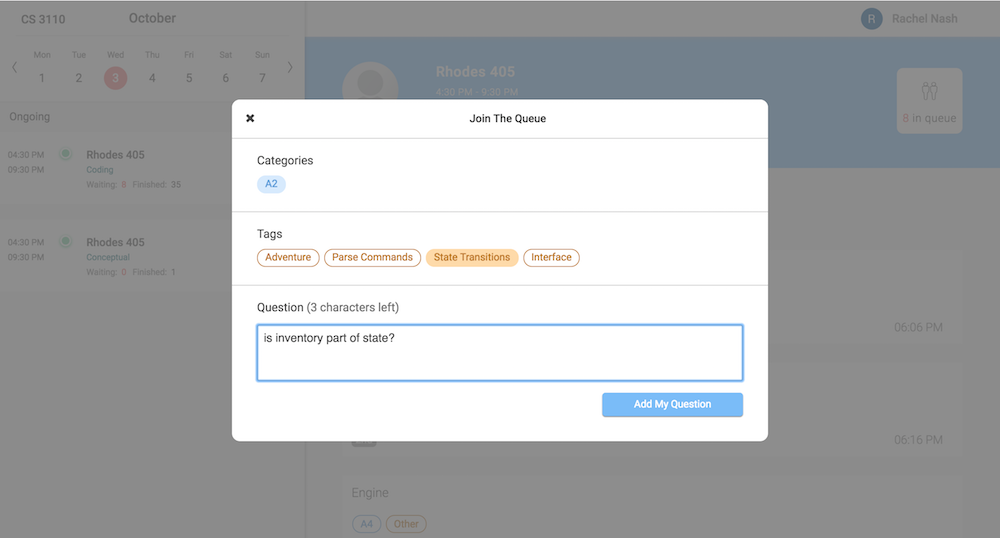 CS 3110
October
Rachel Nash
Mon Tue Wed Thu Fri Sat Sun
1 2 3 4 5 6 7
R
Rhodes 405
4:30 PM - 9:30 PM
8 in queue
Ongoing
04:30 PM Rhodes 405
09:30 PM Coding
Waiting: 8 Finished: 35
04:30 PM Rhodes 405
09:30 PM Conceptual
Waiting: 0 Finished: 1
Join The Queue
Categories
A2
Tags
Adventure Parse Commands State Transitions Interface
Question (3 characters left)
is inventory part of state?
Add My Question
06:06 PM
06:16 PM
Engine
A4 Other